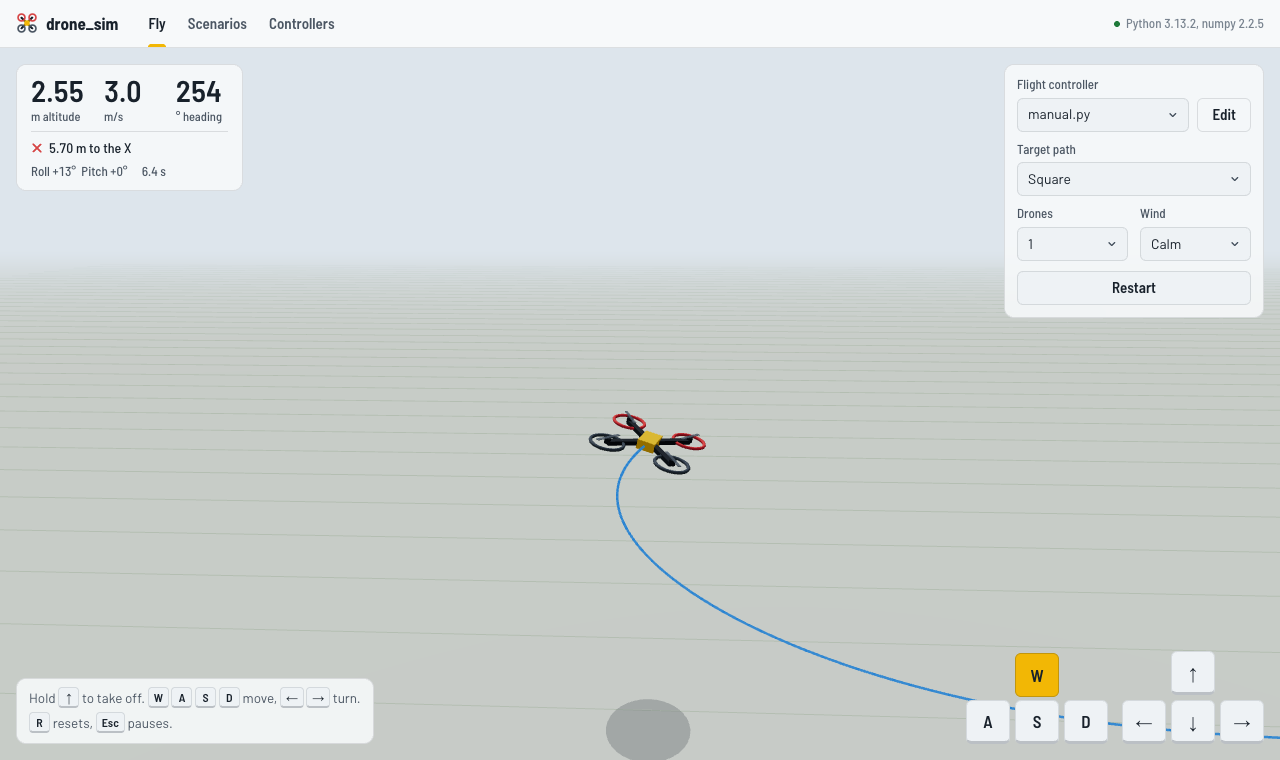 drone_sim Fly Scenarios Controllers Python 3.13.2, numpy 2.2.5
2.55 3.0 254
m altitude m/s ° heading
5.70 m to the X
Roll +13° Pitch +0° 6.4 s
Flight controller
manual.py Edit
Target path
Square
Drones Wind
1 Calm
Restart
Hold ↑ to take off. W A S D move, ← → turn.
R resets, Esc pauses.
W ↑
A S D ← ↓ →